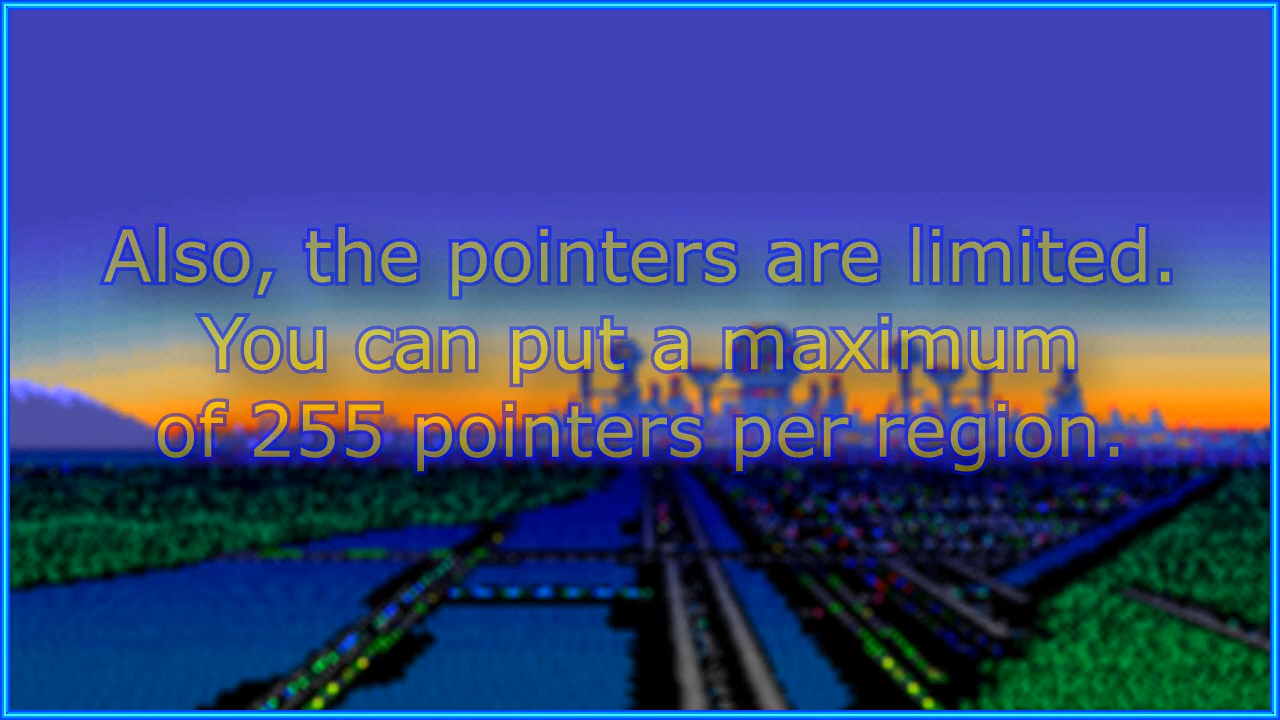 Also, the pointers are limited.
You can put a maximum
of 255 pointers per region.